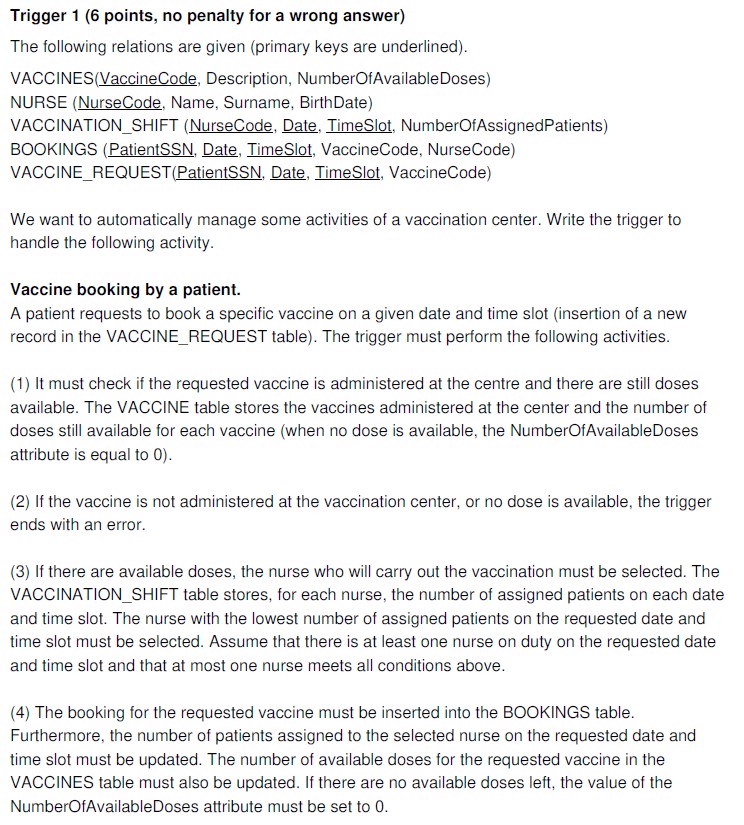 Trigger 1 (6 points, no penalty for a wrong answer)
The following relations are given (primary keys are underlined).
VACCINES(VaccineCode, Description, NumberOfAvailableDoses)
NURSE (NurseCode, Name, Surname, BirthDate)
VACCINATION_SHIFT (NurseCode, Date, TimeSlot, NumberOfAssignedPatients)
BOOKINGS (PatientSSN, Date, TimeSlot, VaccineCode, NurseCode)
VACCINE_REQUEST(PatientSSN, Date, TimeSlot, VaccineCode)
We want to automatically manage some activities of a vaccination center. Write the trigger to
handle the following activity.
Vaccine booking by a patient.
A patient requests to book a specific vaccine on a given date and time slot (insertion of a new
record in the VACCINE_REQUEST table). The trigger must perform the following activities.
(1) It must check if the requested vaccine is administered at the centre and there are still doses
available. The VACCINE table stores the vaccines administered at the center and the number of
doses still available for each vaccine (when no dose is available, the NumberOfAvailableDoses
attribute is equal to 0).
(2) If the vaccine is not administered at the vaccination center, or no dose is available, the trigger
ends with an error.
(3) If there are available doses, the nurse who will carry out the vaccination must be selected. The
VACCINATION_SHIFT table stores, for each nurse, the number of assigned patients on each date
and time slot. The nurse with the lowest number of assigned patients on the requested date and
time slot must be selected. Assume that there is at least one nurse on duty on the requested date
and time slot and that at most one nurse meets all conditions above.
(4) The booking for the requested vaccine must be inserted into the BOOKINGS table.
Furthermore, the number of patients assigned to the selected nurse on the requested date and
time slot must be updated. The number of available doses for the requested vaccine in the
VACCINES table must also be updated. If there are no available doses left, the value of the
NumberOfAvailableDoses attribute must be set to 0.